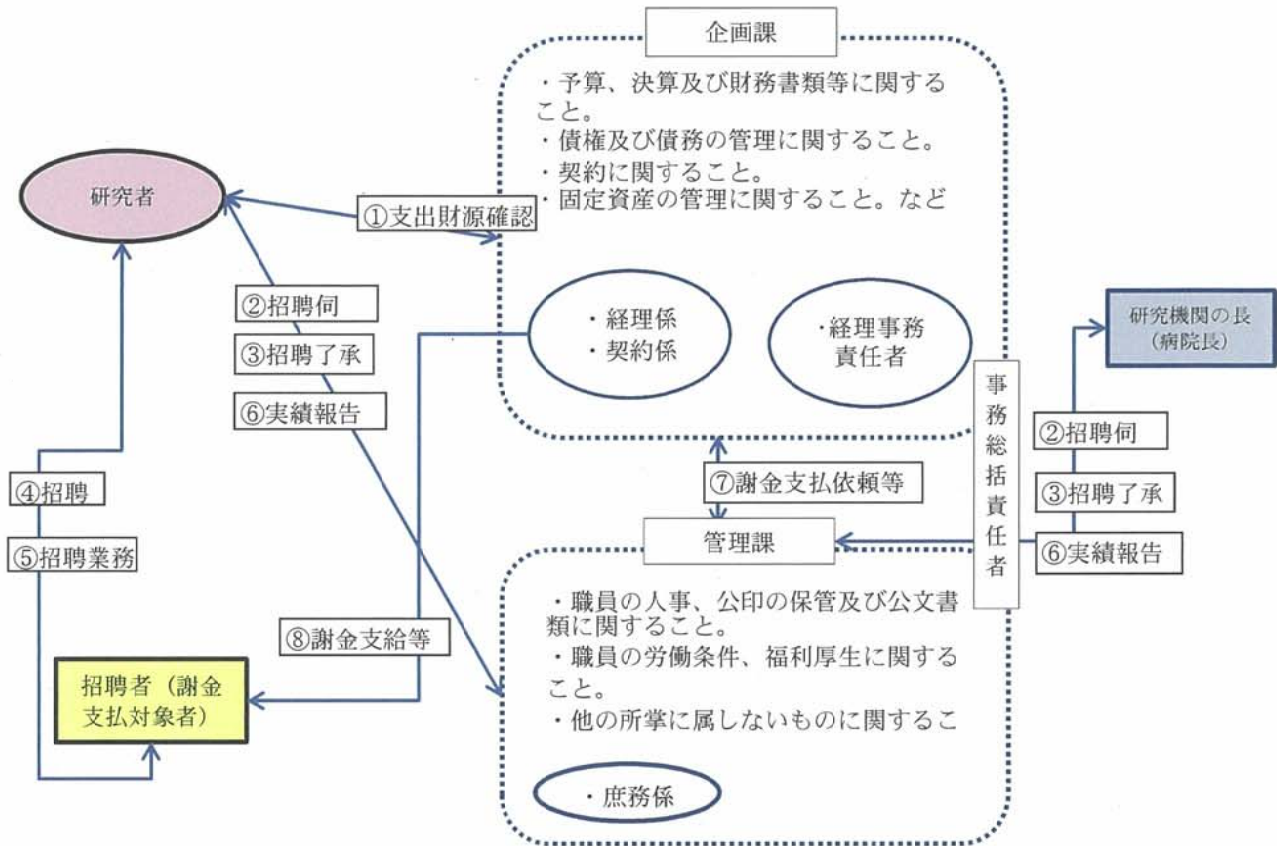 企画課
・予算、決算及び財務書類等に関する
こと。
・債権及び債務の管理に関すること。
・契約に関すること。
・固定資産の管理に関すること。など
研究者
①支出財源確認
②招聘伺
③招聘了承
⑥実績報告
・経理係
・契約係
・経理事務
責任者
研究機関の長
（病院長）
事務総括責任者
②招聘伺
③招聘了承
⑥実績報告
④招聘
⑤招聘業務
⑦謝金支払依頼等
管理課
・職員の人事、公印の保管及び公文書
類に関すること。
・職員の労働条件、福利厚生に関する
こと。
・他の所掌に属しないものに関するこ
⑧謝金支給等
招聘者（謝金
支払対象者）
・庶務係